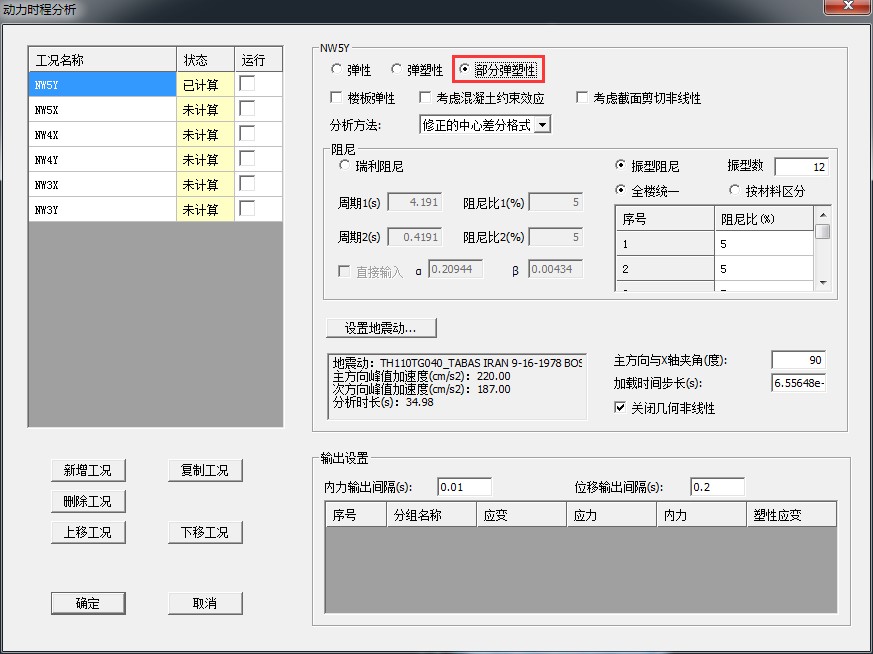 动力时程分析
工况名称 状态 运行
NW5Y 已计算
NW5X 未计算
NW4X 未计算
NW4Y 未计算
NW3X 未计算
NW3Y 未计算
新增工况 复制工况
删除工况
上移工况 下移工况
确定 取消
NW5Y
弹性 弹塑性 部分弹塑性
楼板弹性 考虑混凝土约束效应 考虑截面剪切非线性
分析方法: 修正的中心差分格式
阻尼
瑞利阻尼
周期1(s) 4.191 阻尼比1(%) 5
周期2(s) 0.4191 阻尼比2(%) 5
直接输入 α 0.20944 β 0.00434
振型阻尼 振型数 12
全楼统一 按材料区分
序号 阻尼比(%)
1 5
2 5
设置地震动...
地震动: TH110TG040_TABAS IRAN 9-16-1978 BOS
主方向峰值加速度(cm/s2): 220.00
次方向峰值加速度(cm/s2): 187.00
分析时长(s): 34.98
主方向与X轴夹角(度): 90
加载时间步长(s): 6.55648e-
关闭几何非线性
输出设置
内力输出间隔(s): 0.01 位移输出间隔(s): 0.2
序号 分组名称 应变 应力 内力 塑性应变